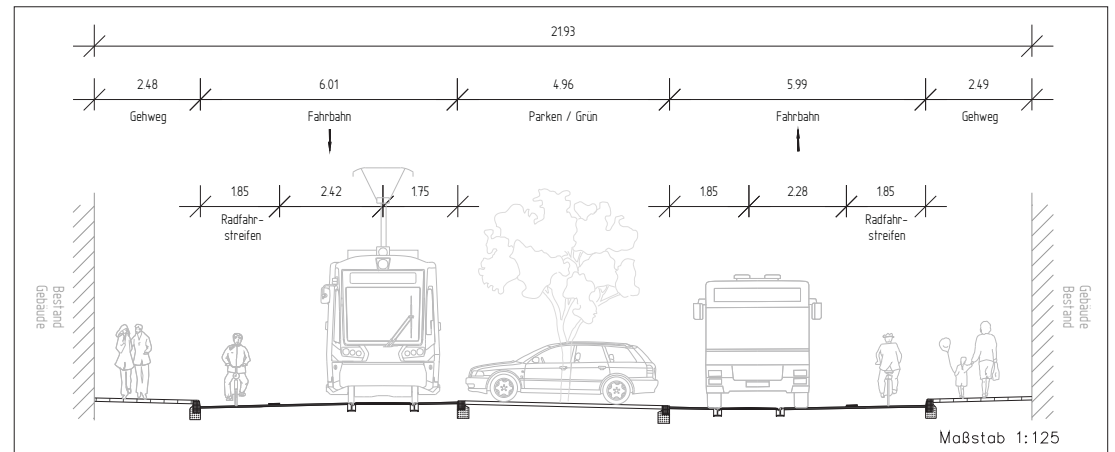 21.93
2.48 6.01 4.96 5.99 2.49
Gehweg Fahrbahn Parken / Grün Fahrbahn Gehweg
1.85 2.42 1.75 1.85 2.28 1.85
Radfahr- Radfahr-
streifen streifen
Bestand
Gebäude
Gebäude
Bestand
Maßstab 1:125